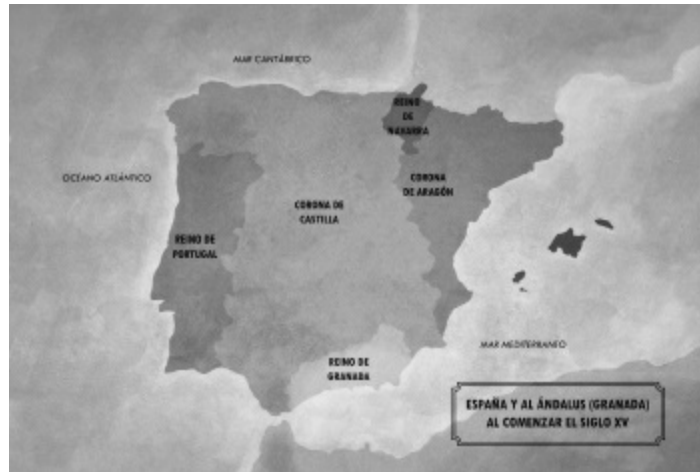 MAR CANTÁBRICO
REINO
DE
NAVARRA
OCÉANO ATLÁNTICO
CORONA
DE ARAGÓN
CORONA DE
CASTILLA
REINO DE
PORTUGAL
MAR MEDITERRANEO
REINO DE
GRANADA
ESPAÑA Y AL ÁNDALUS (GRANADA)
AL COMENZAR EL SIGLO XV